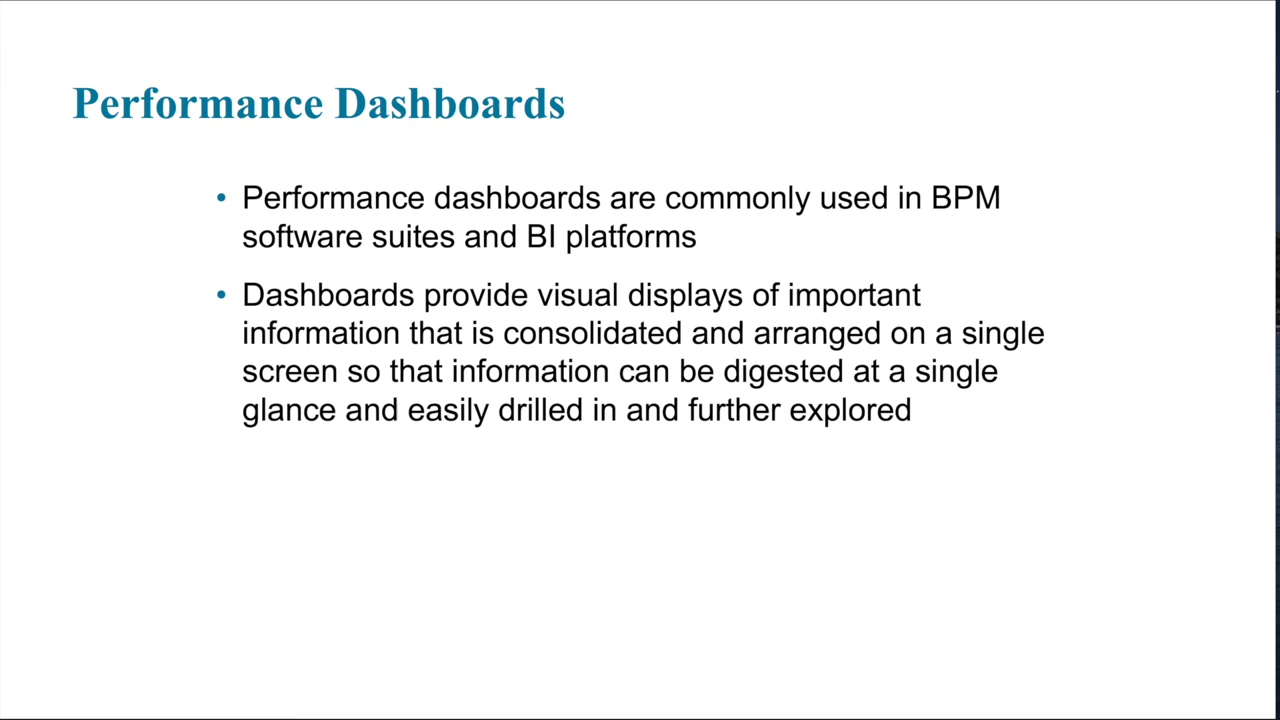 Performance Dashboards
• Performance dashboards are commonly used in BPM
software suites and BI platforms
• Dashboards provide visual displays of important
information that is consolidated and arranged on a single
screen so that information can be digested at a single
glance and easily drilled in and further explored